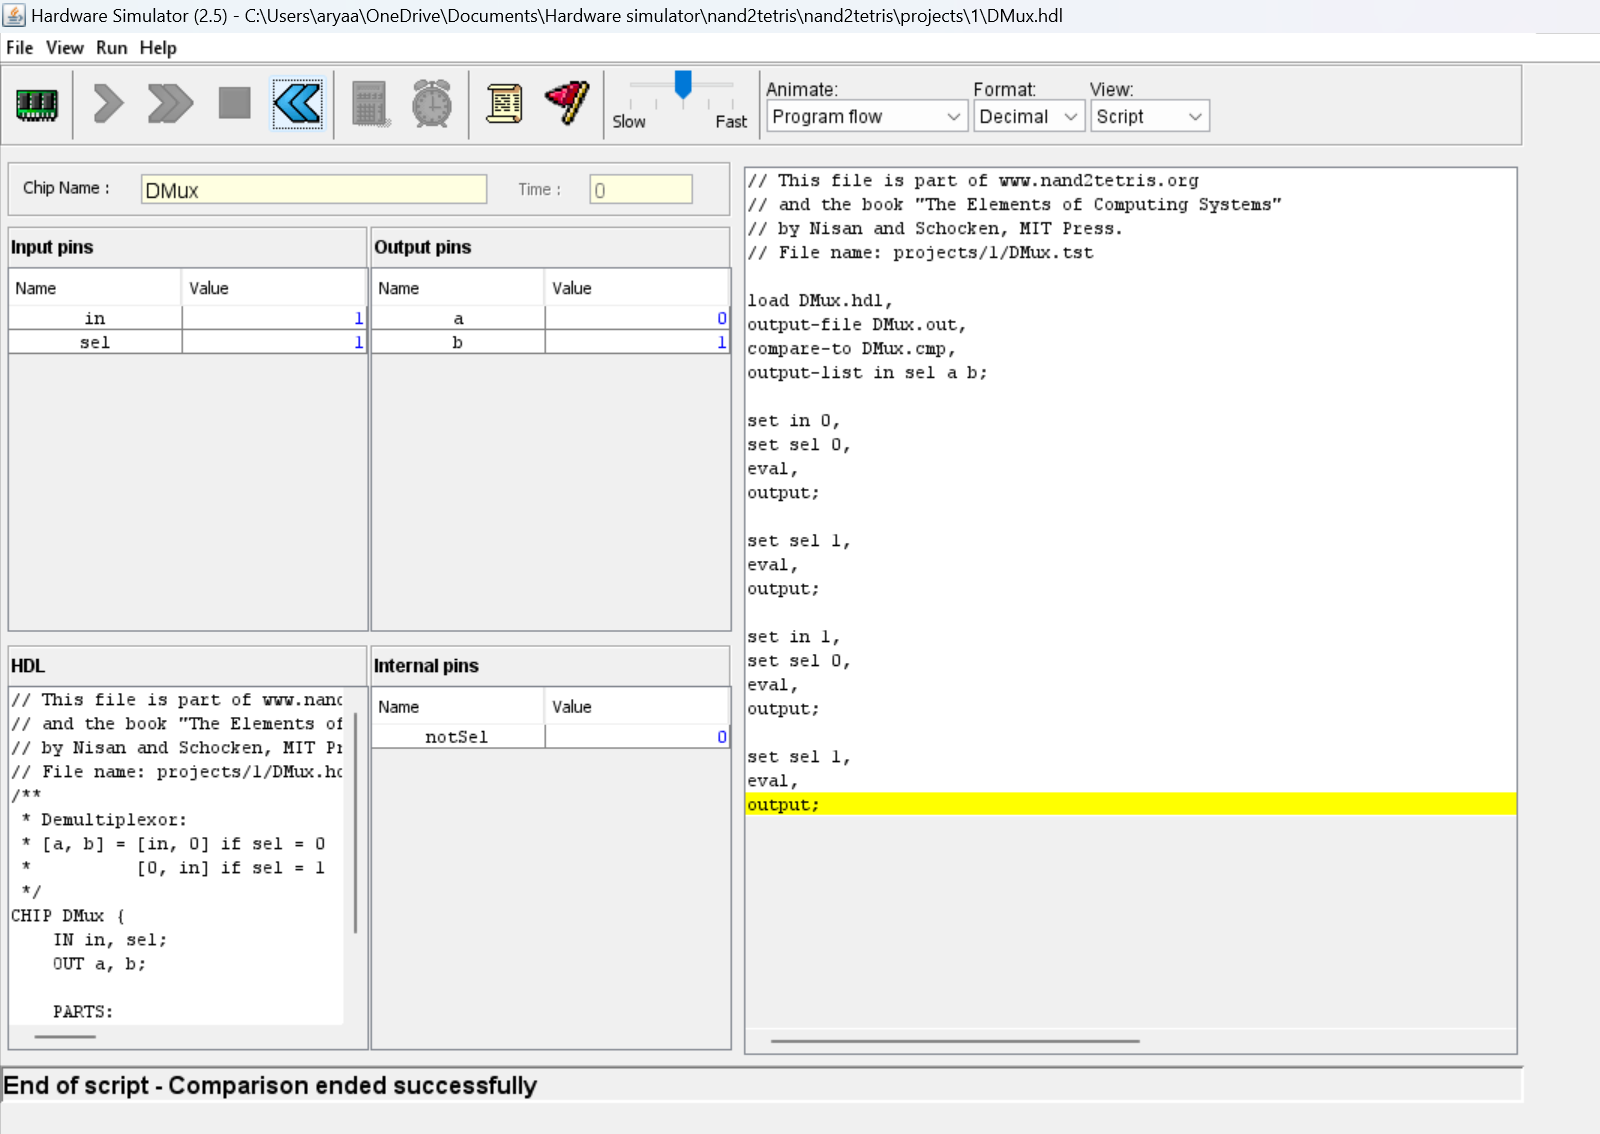 Hardware Simulator (2.5) - C:\Users\aryaa\OneDrive\Documents\Hardware simulator\nand2tetris\nand2tetris\projects\1\DMux.hdl
File View Run Help
Slow Fast
Animate:
Program flow
Format:
Decimal
View:
Script
Chip Name :
DMux
Time :
0
Input pins
Name Value
in 1
sel 1
Output pins
Name Value
a 0
b 1
HDL
// This file is part of www.nand
// and the book "The Elements of
// by Nisan and Schocken, MIT Pr
// File name: projects/1/DMux.hd
/**
* Demultiplexor:
* [a, b] = [in, 0] if sel = 0
* [0, in] if sel = 1
*/
CHIP DMux {
IN in, sel;
OUT a, b;
PARTS:
Internal pins
Name Value
notSel 0
// This file is part of www.nand2tetris.org
// and the book "The Elements of Computing Systems"
// by Nisan and Schocken, MIT Press.
// File name: projects/1/DMux.tst
load DMux.hdl,
output-file DMux.out,
compare-to DMux.cmp,
output-list in sel a b;
set in 0,
set sel 0,
eval,
output;
set sel 1,
eval,
output;
set in 1,
set sel 0,
eval,
output;
set sel 1,
eval,
output;
End of script - Comparison ended successfully